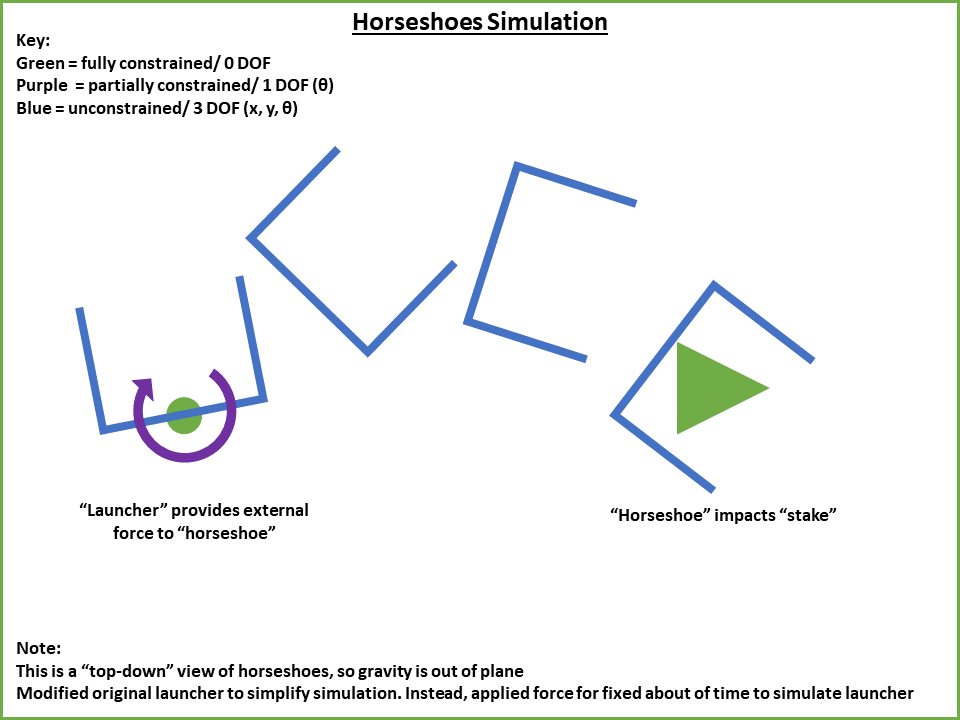 Horseshoes Simulation
Key:
Green = fully constrained/ 0 DOF
Purple  = partially constrained/ 1 DOF (θ)
Blue = unconstrained/ 3 DOF (x, y, θ)
“Launcher” provides external
force to “horseshoe”
“Horseshoe” impacts “stake”
Note:
This is a “top-down” view of horseshoes, so gravity is out of plane
Modified original launcher to simplify simulation. Instead, applied force for fixed about of time to simulate launcher